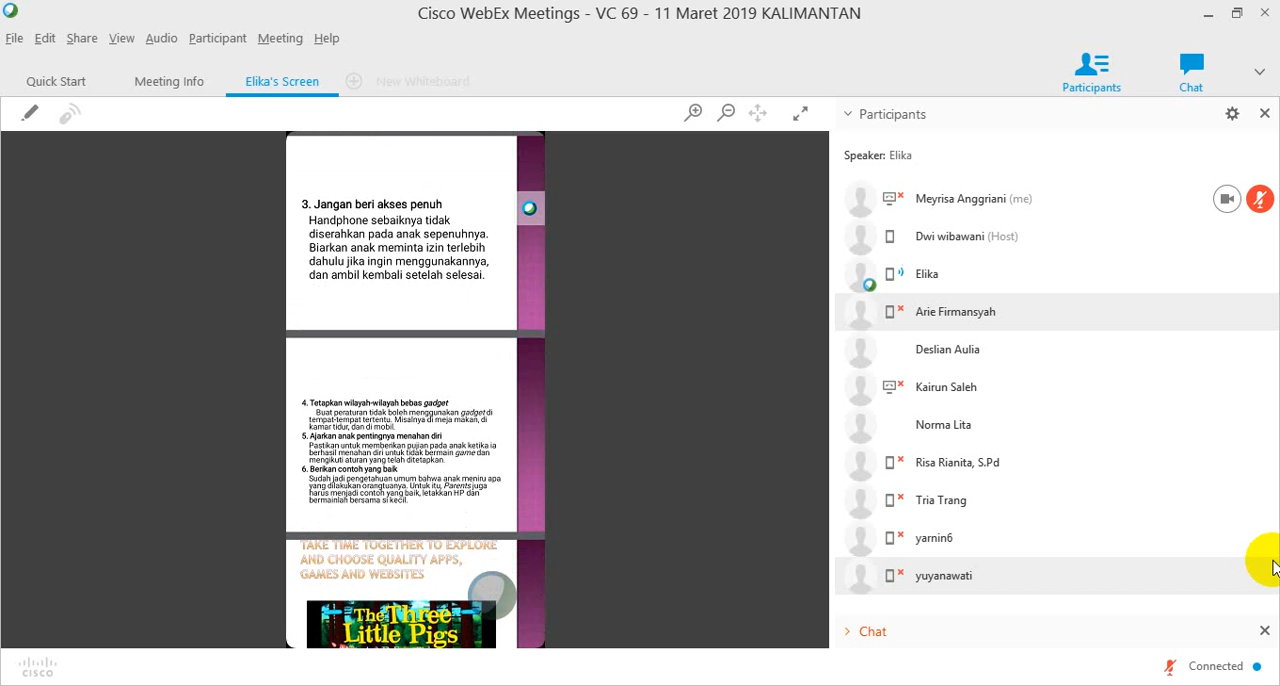 Cisco WebEx Meetings - VC 69 - 11 Maret 2019 KALIMANTAN
File Edit Share View Audio Participant Meeting Help
Quick Start Meeting Info Elika's Screen New Whiteboard
Participants Chat
3. Jangan beri akses penuh
Handphone sebaiknya tidak
diserahkan pada anak sepenuhnya.
Biarkan anak meminta izin terlebih
dahulu jika ingin menggunakannya,
dan ambil kembali setelah selesai.
4. Tetapkan wilayah-wilayah bebas gadget
Buat peraturan tidak boleh menggunakan gadget di
tempat-tempat tertentu. Misalnya di meja makan, di
kamar tidur, dan di mobil.
5. Ajarkan anak pentingnya menahan diri
Pastikan untuk memberikan pujian pada anak ketika ia
berhasil menahan diri untuk tidak bermain game dan
mengikuti aturan yang telah ditetapkan.
6. Berikan contoh yang baik
Sudah jadi pengetahuan umum bahwa anak meniru apa
yang dilakukan orangtuanya. Untuk itu, Parents juga
harus menjadi contoh yang baik, letakkan HP dan
bermainlah bersama si kecil.
TAKE TIME TOGETHER TO EXPLORE
AND CHOOSE QUALITY APPS,
GAMES AND WEBSITES
The Three
Little Pigs
Participants
Speaker: Elika
Meyrisa Anggriani (me)
Dwi wibawani (Host)
Elika
Arie Firmansyah
Deslian Aulia
Kairun Saleh
Norma Lita
Risa Rianita, S.Pd
Tria Trang
yarnin6
yuyanawati
Chat
CISCO
Connected